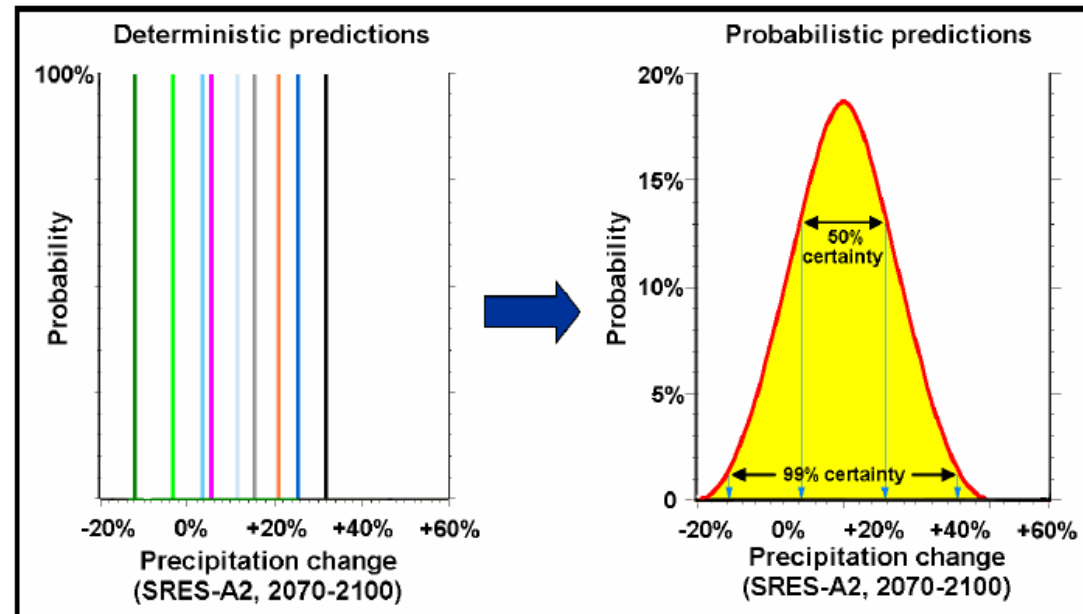 Deterministic predictions
100%
Probability
-20% 0% +20% +40% +60%
Precipitation change
(SRES-A2, 2070-2100)
Probabilistic predictions
20%
15%
10%
5%
0
Probability
50%
certainty
99% certainty
-20% 0% +20% +40% +60%
Precipitation change
(SRES-A2, 2070-2100)